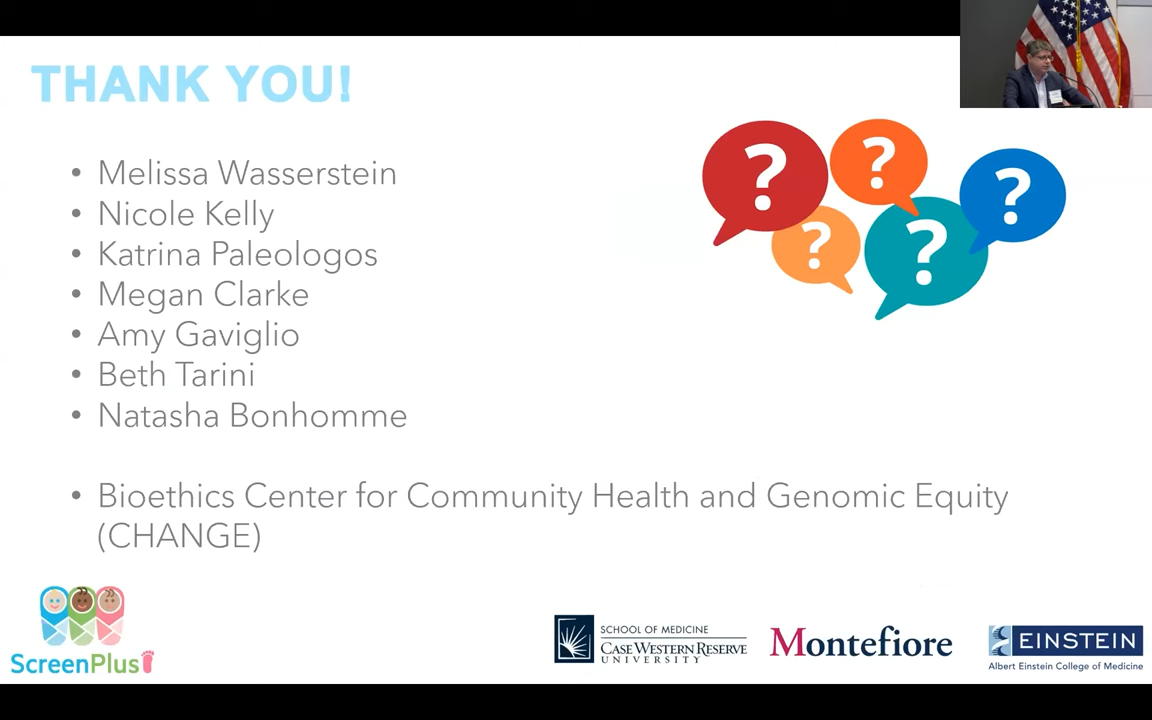 THANK YOU!
• Melissa Wasserstein
• Nicole Kelly
• Katrina Paleologos
• Megan Clarke
• Amy Gaviglio
• Beth Tarini
• Natasha Bonhomme
• Bioethics Center for Community Health and Genomic Equity
(CHANGE)
? ? ? ? ?
ScreenPlus
SCHOOL OF MEDICINE
CASE WESTERN RESERVE
UNIVERSITY
Montefiore
EINSTEIN
Albert Einstein College of Medicine